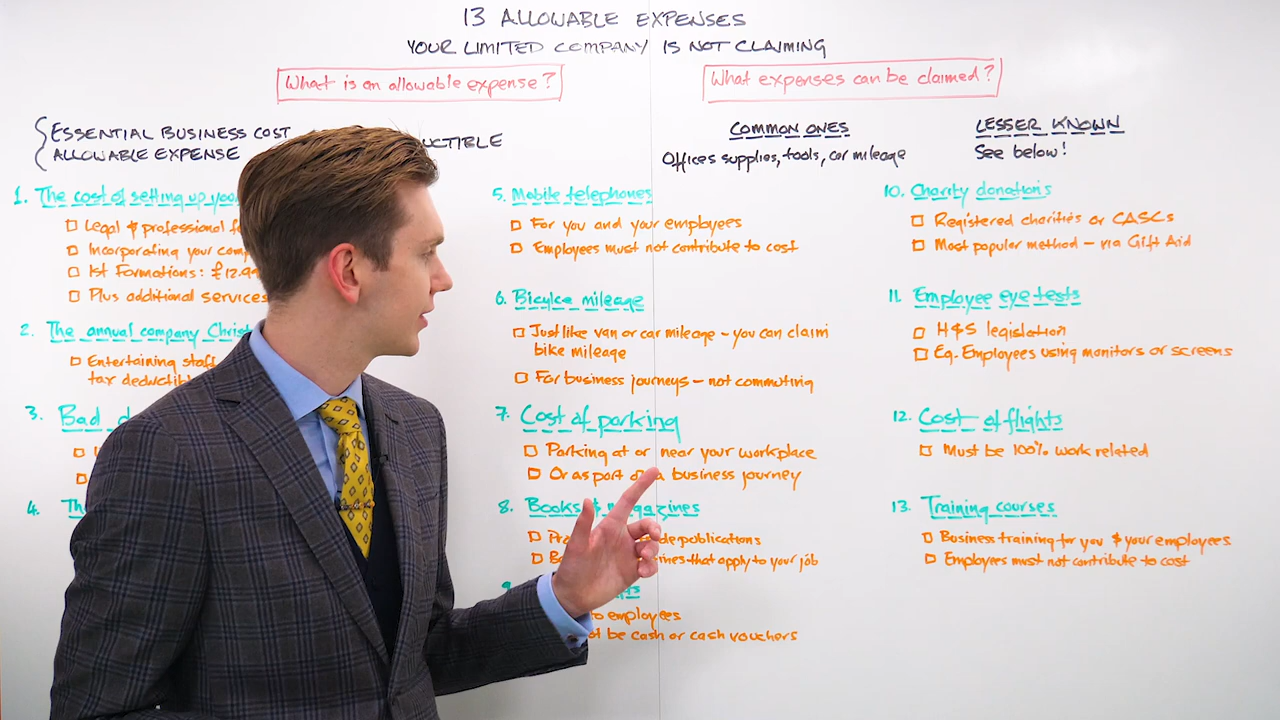 13 ALLOWABLE EXPENSES
YOUR LIMITED COMPANY IS NOT CLAIMING
What is an allowable expense?
What expenses can be claimed?
ESSENTIAL BUSINESS COST
ALLOWABLE EXPENSE
COMMON ONES
Offices supplies, tools, car mileage
LESSER KNOWN
See below!
1. The cost of setting up
Legal & professional
Incorporating your
1st Formations: £12.99
Plus additional services
2. The annual company
Entertaining staff
tax
3. Bad
4.
5. Mobile telephones
For you and your employees
Employees must not contribute to cost
6. Bicylce mileage
Just like van or car mileage - you can claim
bike mileage
For business journeys - not commuting
7. Cost of parking
Parking at or near your workplace
Or as part of a business journey
8. Books & magazines
publications
that apply to your job
9.
to employees
be cash or cash vouchers
10. Charity donations
Registered charities or CASCs
Most popular method - via Gift Aid
11. Employee eye tests
H&S legislation
Eg. Employees using monitors or screens
12. Cost of flights
Must be 100% work related
13. Training courses
Business training for you & your employees
Employees must not contribute to cost